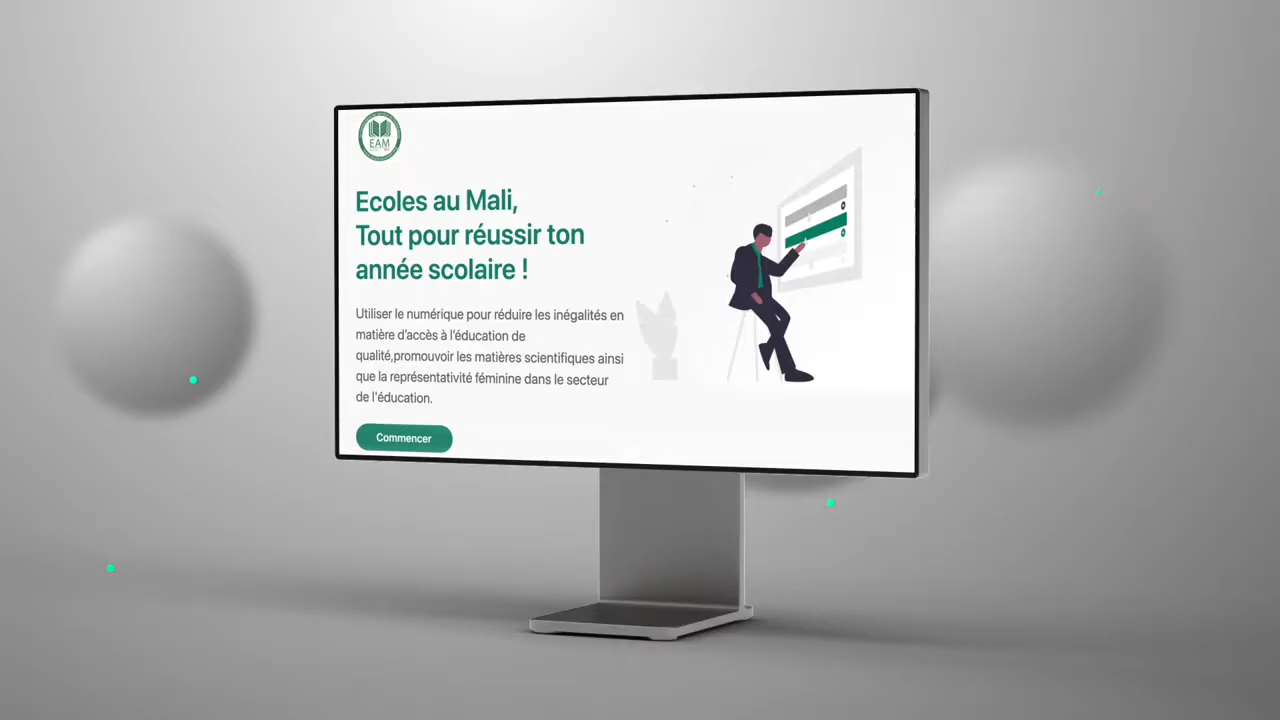 EAM
Ecoles au Mali,
Tout pour réussir ton
année scolaire !
Utiliser le numérique pour réduire les inégalités en
matière d'accès à l'éducation de
qualité,promouvoir les matières scientifiques ainsi
que la représentativité féminine dans le secteur
de l'éducation.
Commencer